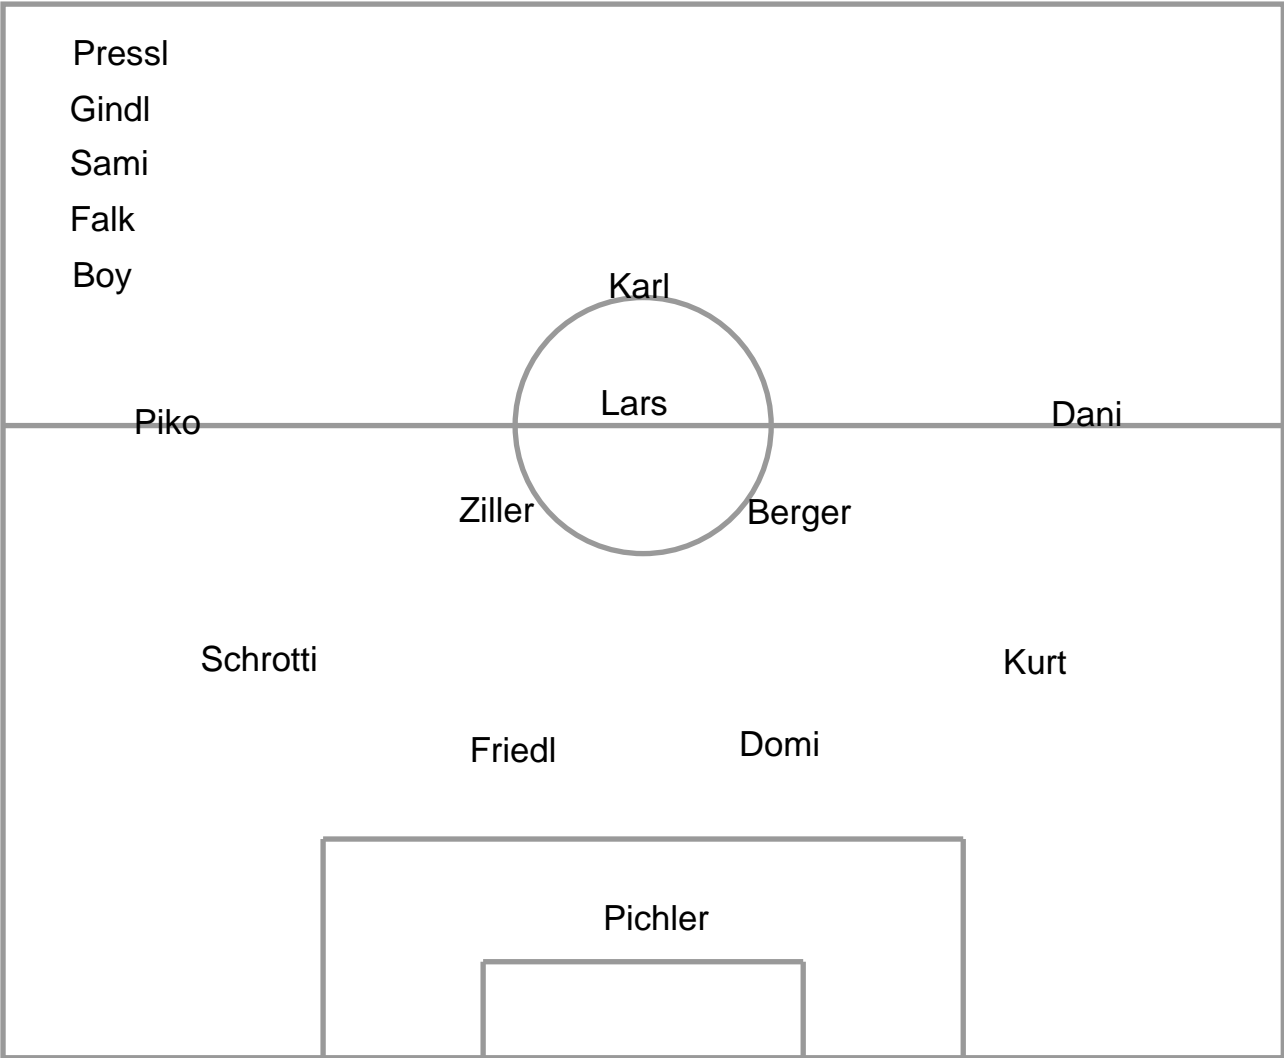 Pressl
Gindl
Sami
Falk
Boy
Karl
Lars
Piko
Dani
Ziller
Berger
Schrotti
Kurt
Friedl
Domi
Pichler